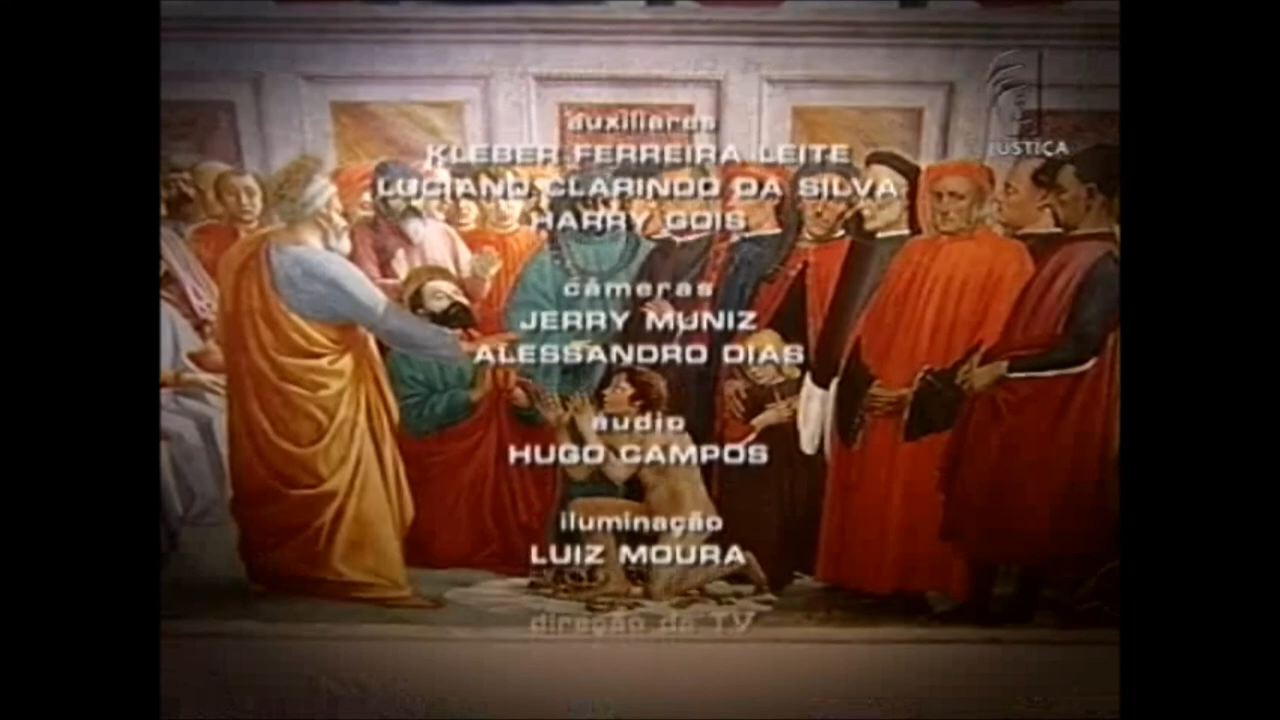 JUSTIÇA
auxiliares
KLEBER FERREIRA LEITE
LUCIANO CLARINDO DA SILVA
HARRY GOIS
câmeras
JERRY MUNIZ
ALESSANDRO DIAS
audio
HUGO CAMPOS
iluminação
LUIZ MOURA
direção de TV